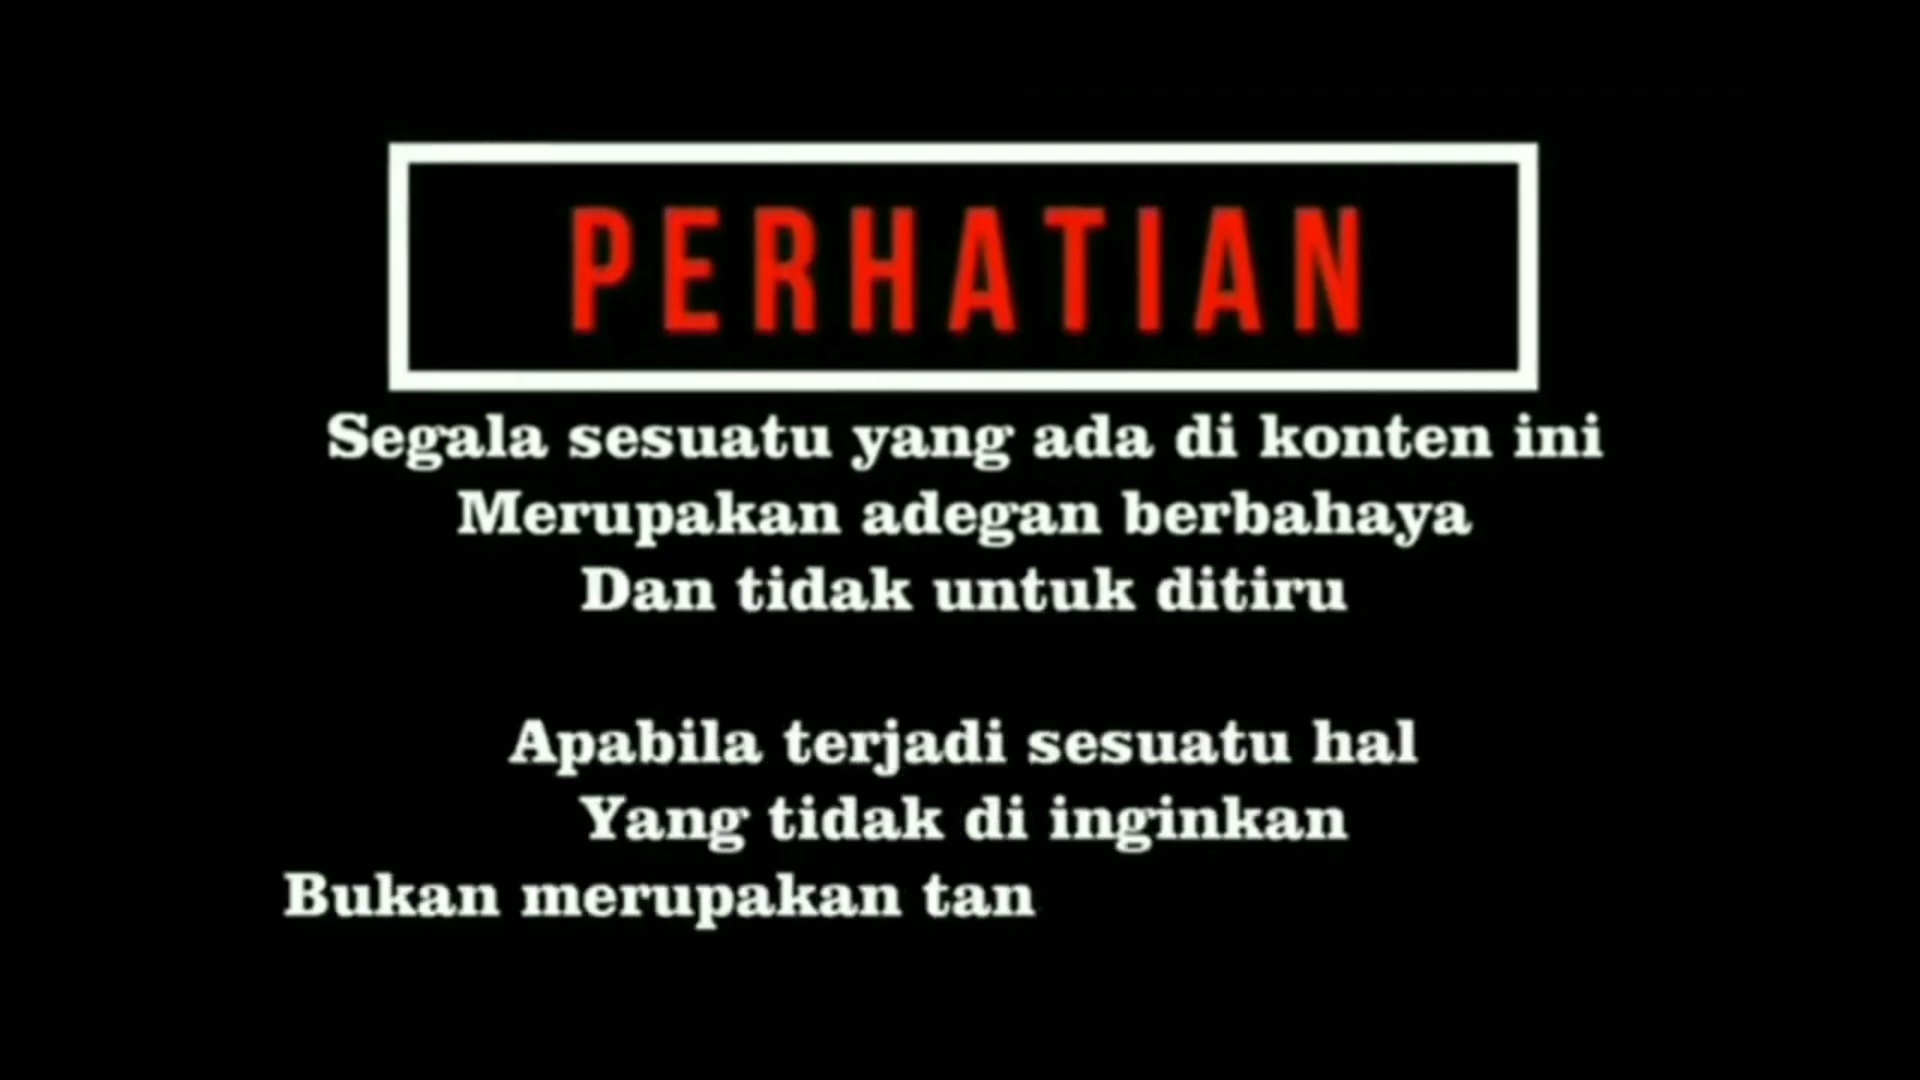 PERHATIAN
Segala sesuatu yang ada di konten ini
Merupakan adegan berbahaya
Dan tidak untuk ditiru
Apabila terjadi sesuatu hal
Yang tidak di inginkan
Bukan merupakan tan